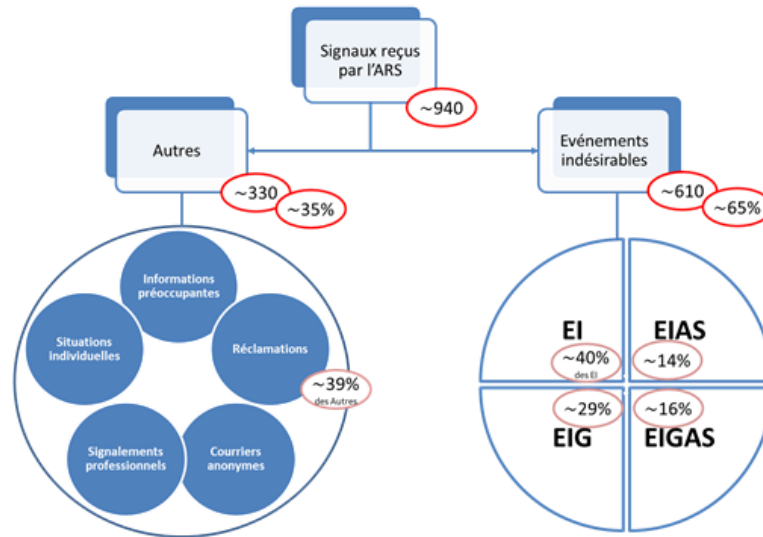 Signaux reçus
par l'ARS
~940
Autres
~330
~35%
Evénements
indésirables
~610
~65%
Informations
préoccupantes
Situations
individuelles
Réclamations
~39%
des Autres
Signalements
professionnels
Courriers
anonymes
EI
~40%
des EI
EIAS
~14%
~29%
EIG
~16%
EIGAS